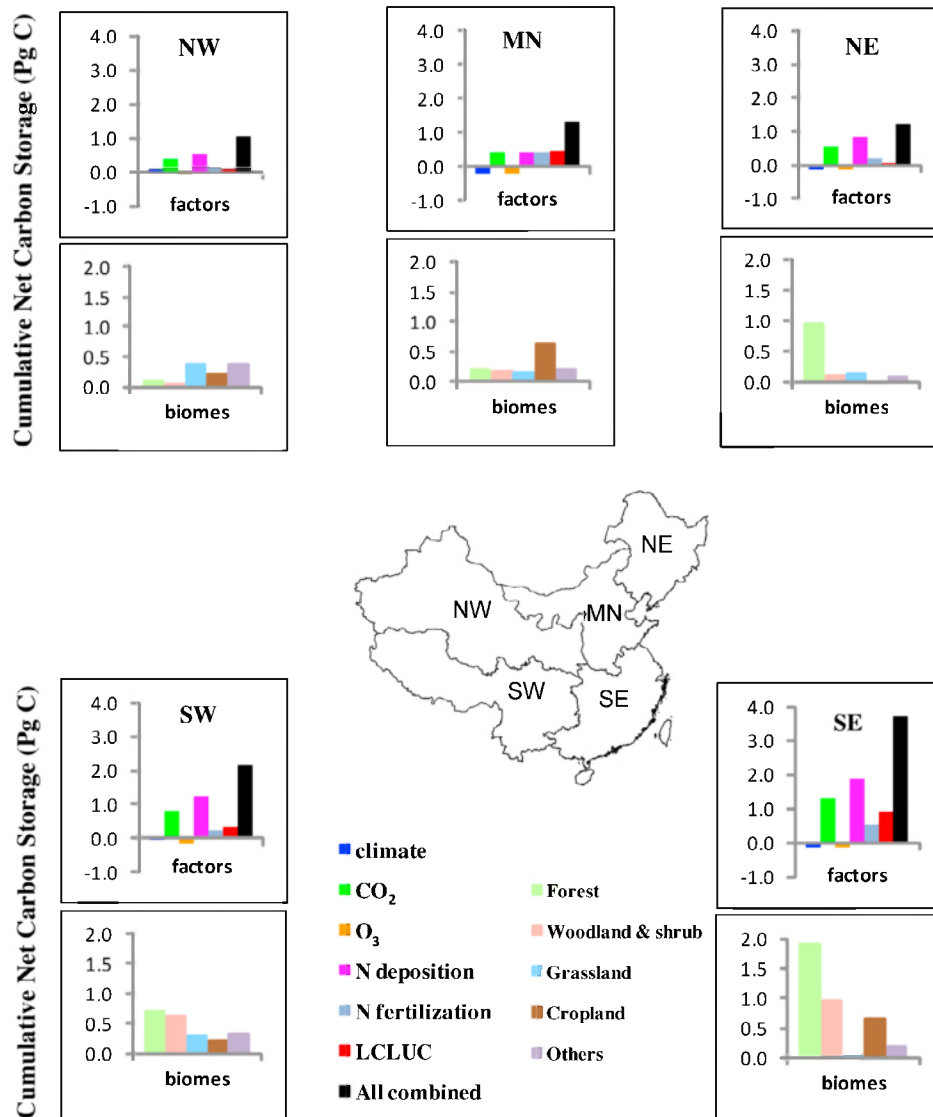 Cumulative Net Carbon Storage (Pg C)
NW
4.0
3.0
2.0
1.0
0.0
-1.0
factors
MN
4.0
3.0
2.0
1.0
0.0
-1.0
factors
NE
4.0
3.0
2.0
1.0
0.0
-1.0
factors
2.0
1.5
1.0
0.5
0.0
biomes
2.0
1.5
1.0
0.5
0.0
biomes
2.0
1.5
1.0
0.5
0.0
biomes
NE
NW
MN
SW
SE
Cumulative Net Carbon Storage (Pg C)
SW
4.0
3.0
2.0
1.0
0.0
-1.0
factors
SE
4.0
3.0
2.0
1.0
0.0
-1.0
factors
2.0
1.5
1.0
0.5
0.0
biomes
climate
CO₂
O₃
N deposition
N fertilization
LCLUC
All combined
Forest
Woodland & shrub
Grassland
Cropland
Others
2.0
1.5
1.0
0.5
0.0
biomes